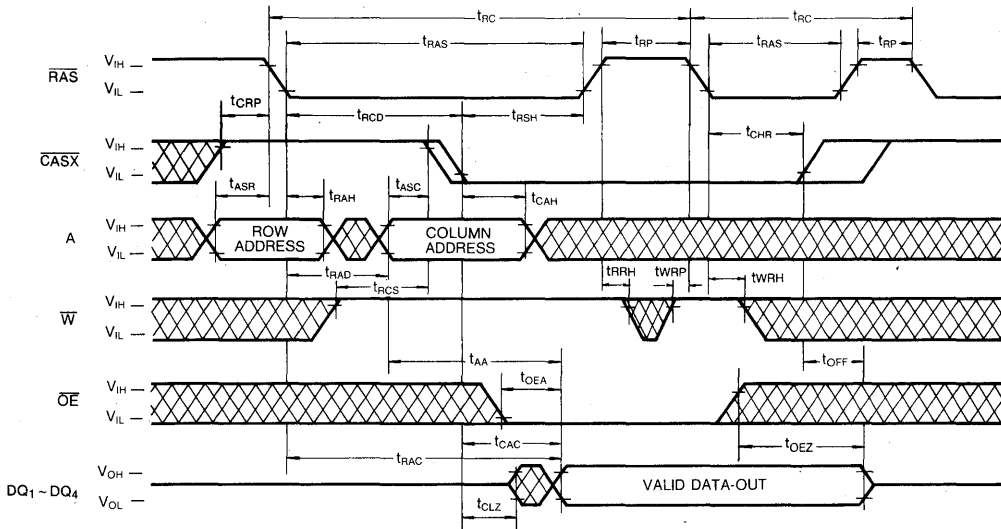 tRC tRC
tRAS tRP tRAS tRP
RAS VIH
VIL
tCRP tRCD tRSH tCHR
CASX VIH
VIL
tASR tRAH tASC tCAH
A VIH ROW ADDRESS COLUMN ADDRESS
VIL
tRAD tRCS tRRH tWRP tWRH
W VIH
VIL
tAA tOFF
OE VIH tOEA
VIL
tCAC tOEZ
tRAC
DQ1~DQ4 VOH VALID DATA-OUT
VOL
tCLZ